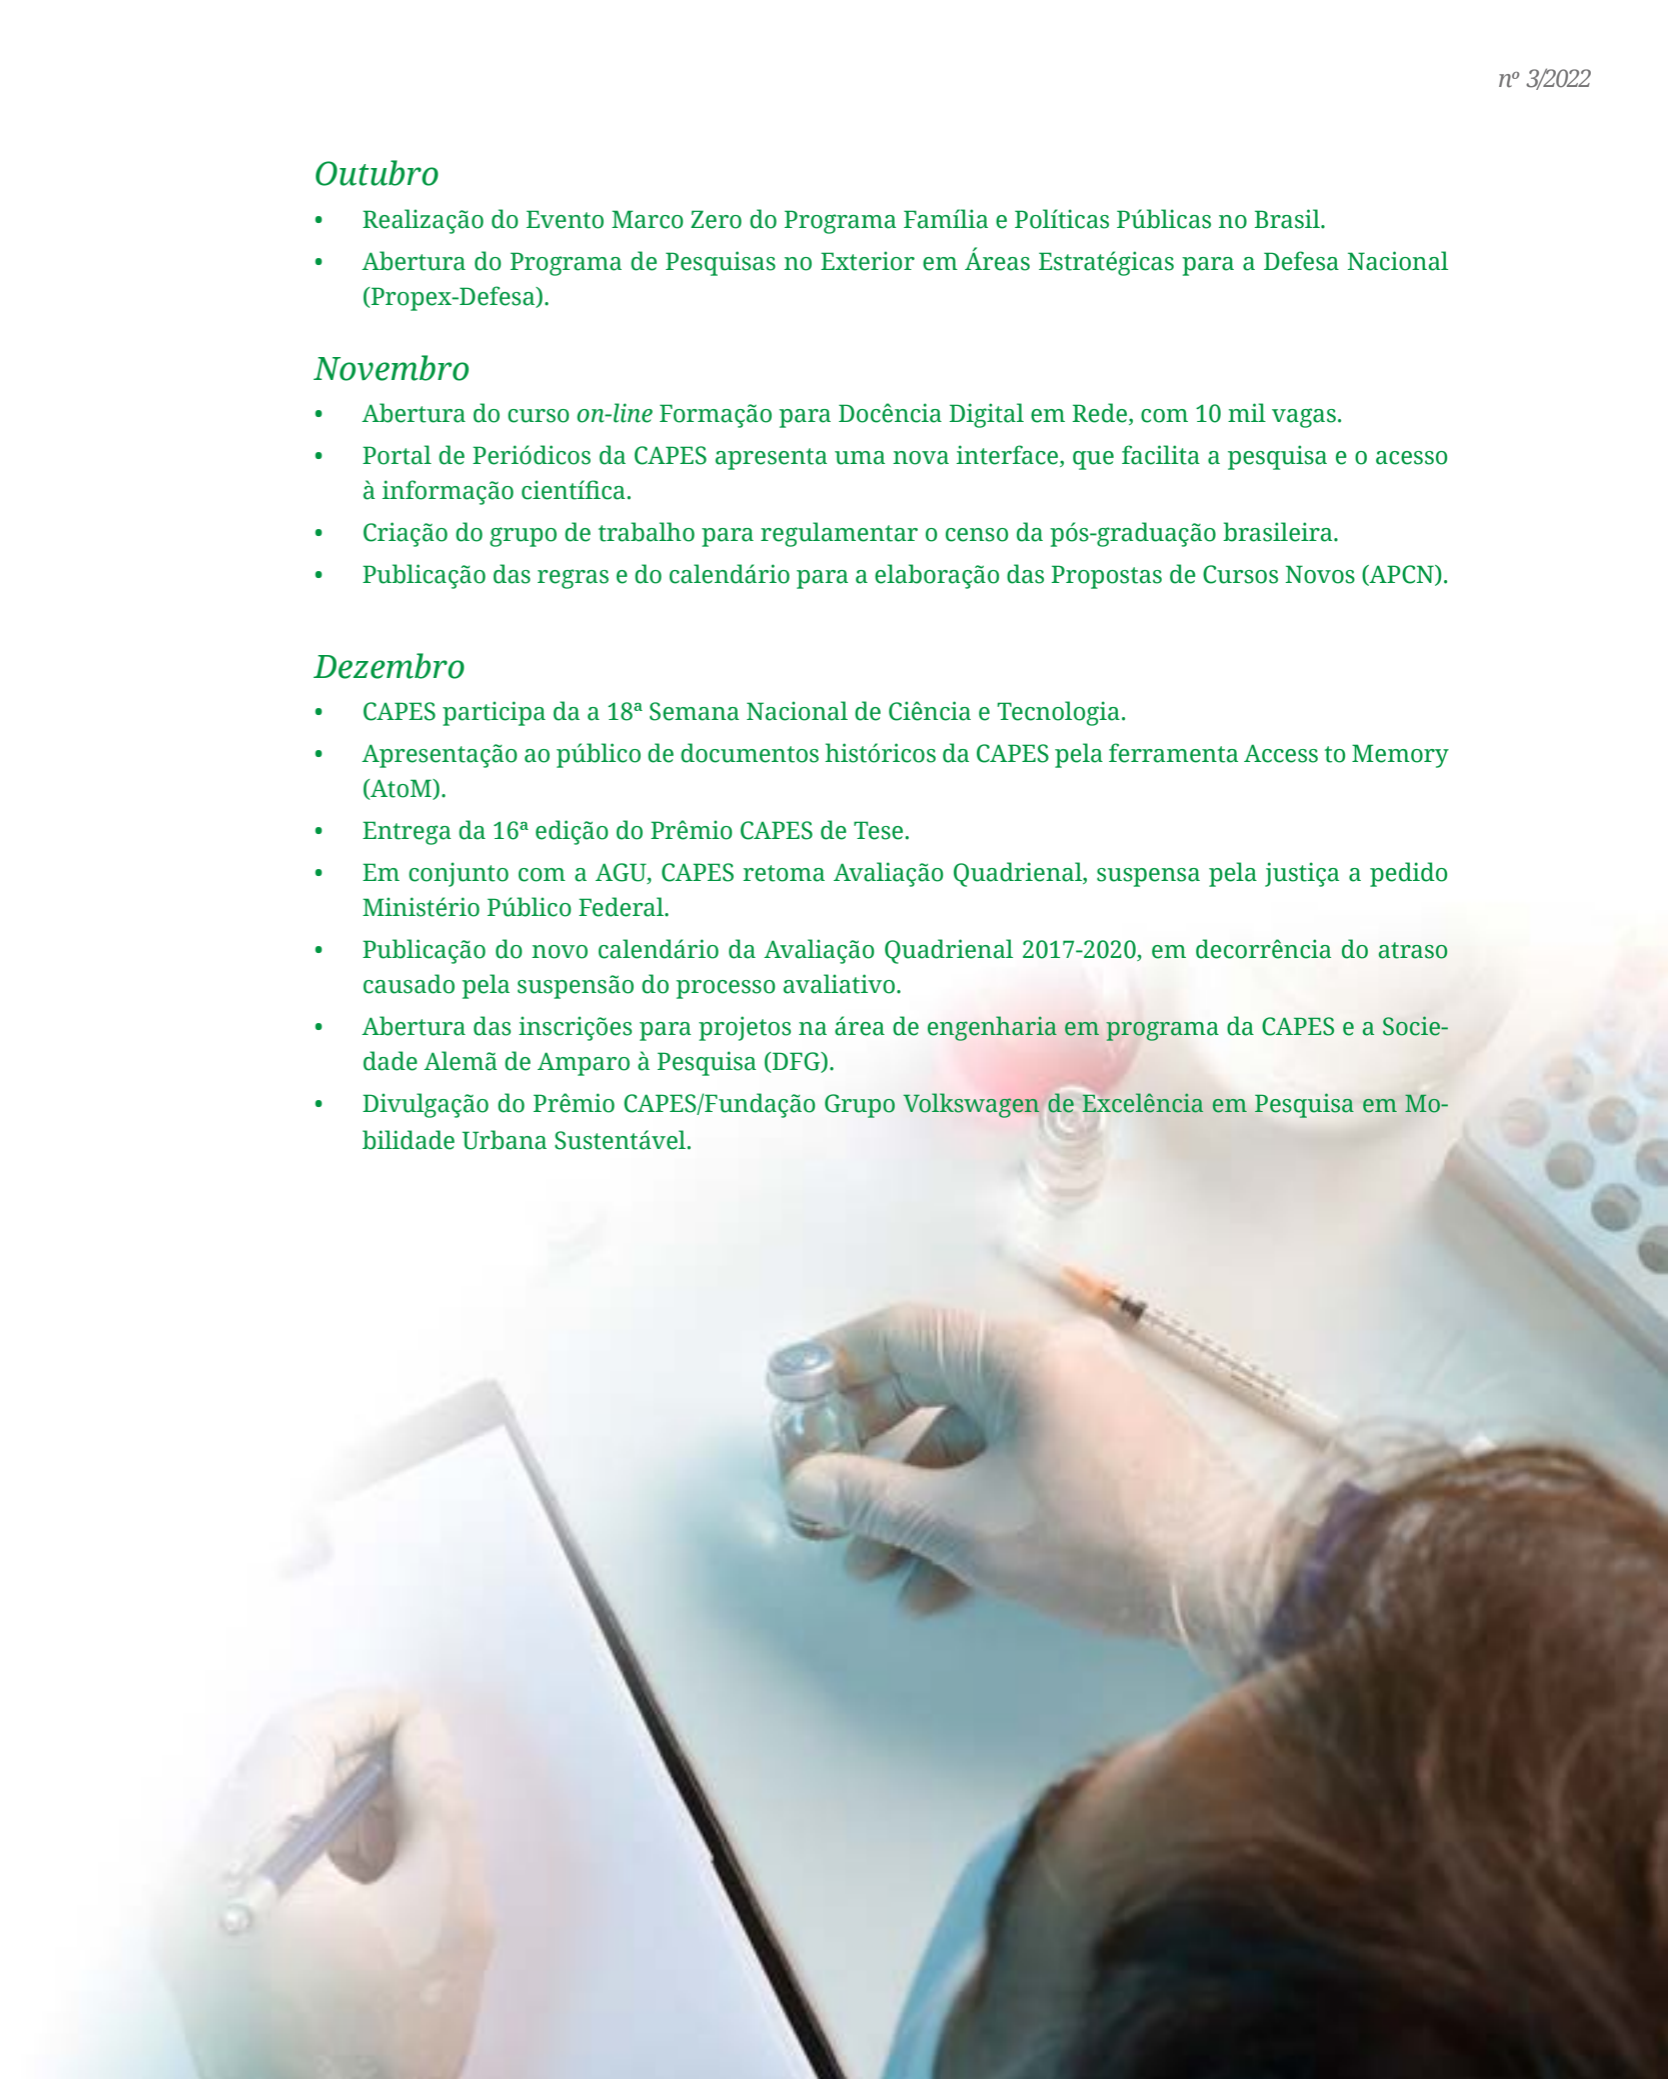 nº 3/2022
Outubro
• Realização do Evento Marco Zero do Programa Família e Políticas Públicas no Brasil.
• Abertura do Programa de Pesquisas no Exterior em Áreas Estratégicas para a Defesa Nacional
(Propex-Defesa).
Novembro
• Abertura do curso on-line Formação para Docência Digital em Rede, com 10 mil vagas.
• Portal de Periódicos da CAPES apresenta uma nova interface, que facilita a pesquisa e o acesso
à informação científica.
• Criação do grupo de trabalho para regulamentar o censo da pós-graduação brasileira.
• Publicação das regras e do calendário para a elaboração das Propostas de Cursos Novos (APCN).
Dezembro
• CAPES participa da a 18ª Semana Nacional de Ciência e Tecnologia.
• Apresentação ao público de documentos históricos da CAPES pela ferramenta Access to Memory
(AtoM).
• Entrega da 16ª edição do Prêmio CAPES de Tese.
• Em conjunto com a AGU, CAPES retoma Avaliação Quadrienal, suspensa pela justiça a pedido
Ministério Público Federal.
• Publicação do novo calendário da Avaliação Quadrienal 2017-2020, em decorrência do atraso
causado pela suspensão do processo avaliativo.
• Abertura das inscrições para projetos na área de engenharia em programa da CAPES e a Socie-
dade Alemã de Amparo à Pesquisa (DFG).
• Divulgação do Prêmio CAPES/Fundação Grupo Volkswagen de Excelência em Pesquisa em Mo-
bilidade Urbana Sustentável.